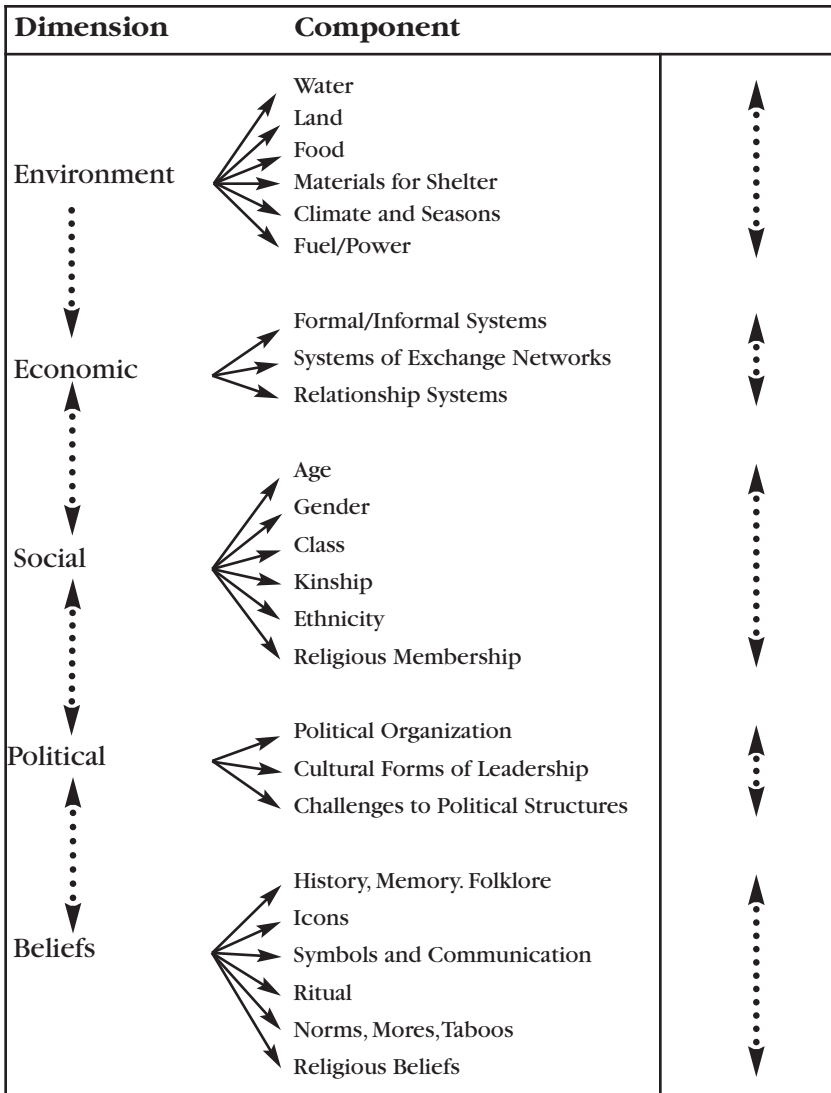 Dimension Component
Water
Land
Food
Environment
Materials for Shelter
Climate and Seasons
Fuel/Power
Formal/Informal Systems
Economic
Systems of Exchange Networks
Relationship Systems
Age
Gender
Class
Social
Kinship
Ethnicity
Religious Membership
Political Organization
Political
Cultural Forms of Leadership
Challenges to Political Structures
History, Memory. Folklore
Icons
Beliefs
Symbols and Communication
Ritual
Norms, Mores, Taboos
Religious Beliefs